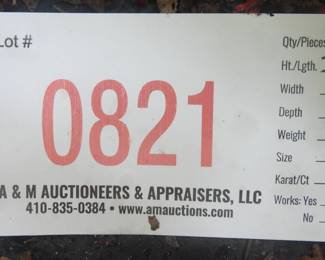 Lot #
0821
A & M AUCTIONEERS & APPRAISERS, LLC
410-835-0384 • www.amauctions.com
Qty/Pieces
Ht./Lgth.
Width
Depth
Weight
Size
Karat/Ct
Works: Yes
No